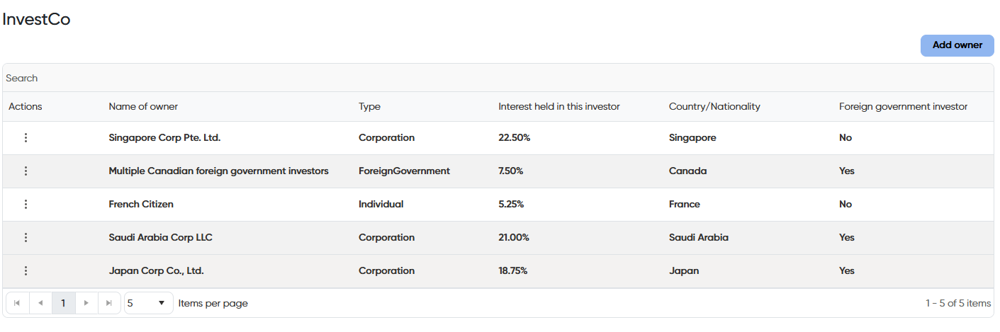 InvestCo
Add owner
Search
Actions Name of owner Type Interest held in this investor Country/Nationality Foreign government investor
Singapore Corp Pte. Ltd. Corporation 22.50% Singapore No
Multiple Canadian foreign government investors ForeignGovernment 7.50% Canada Yes
French Citizen Individual 5.25% France No
Saudi Arabia Corp LLC Corporation 21.00% Saudi Arabia Yes
Japan Corp Co., Ltd. Corporation 18.75% Japan Yes
1 5 Items per page 1 - 5 of 5 items